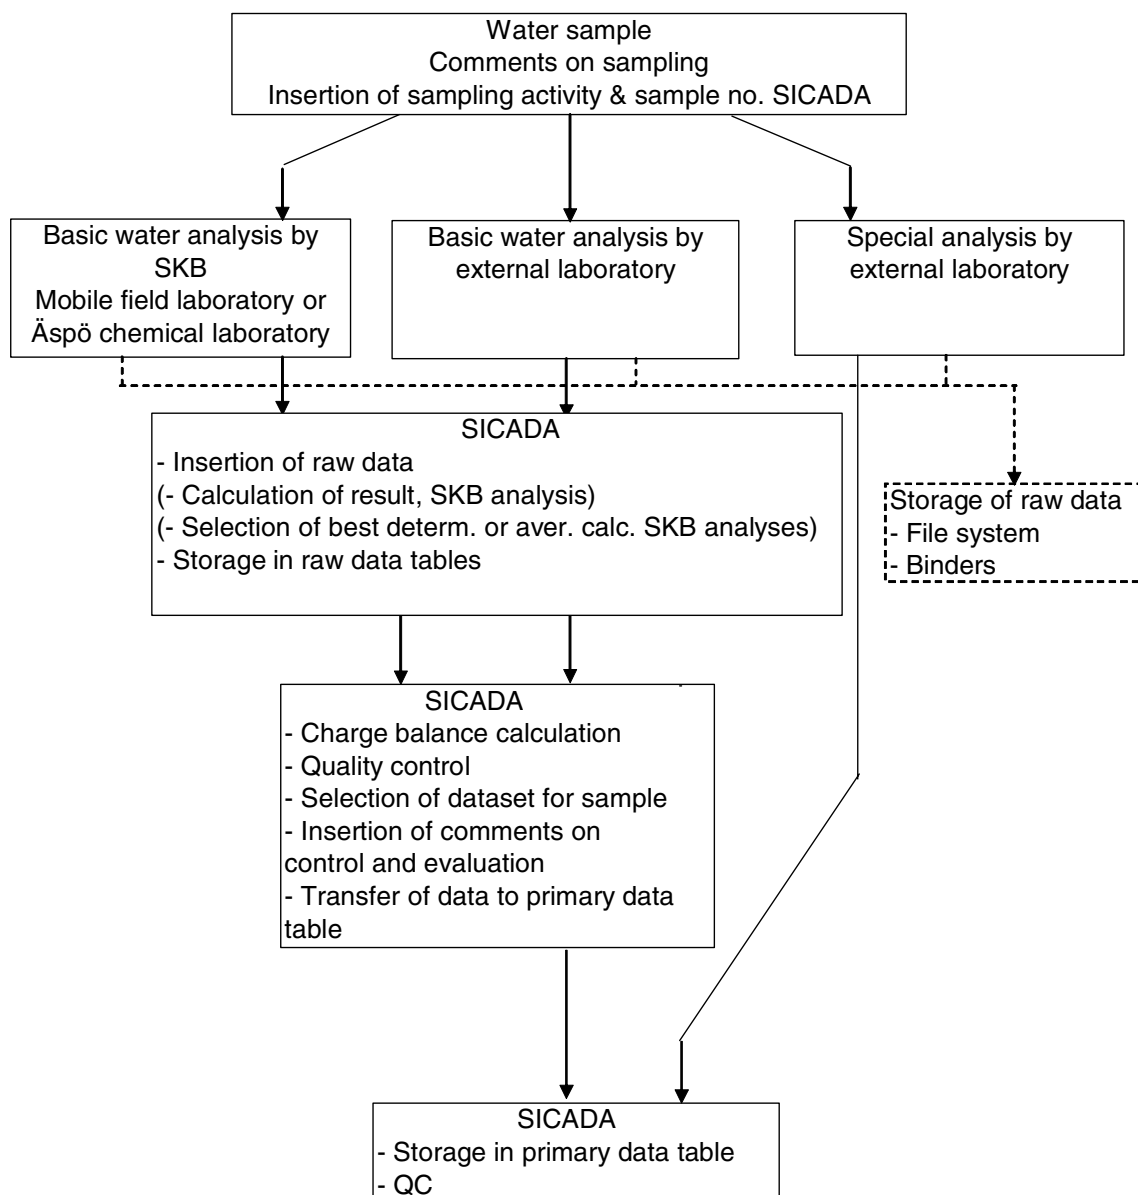 Water sample
Comments on sampling
Insertion of sampling activity & sample no. SICADA
Basic water analysis by
SKB
Mobile field laboratory or
Äspö chemical laboratory
Basic water analysis by
external laboratory
Special analysis by
external laboratory
SICADA
- Insertion of raw data
(- Calculation of result, SKB analysis)
(- Selection of best determ. or aver. calc. SKB analyses)
- Storage in raw data tables
Storage of raw data
- File system
- Binders
SICADA
- Charge balance calculation
- Quality control
- Selection of dataset for sample
- Insertion of comments on
control and evaluation
- Transfer of data to primary data
table
SICADA
- Storage in primary data table
- QC